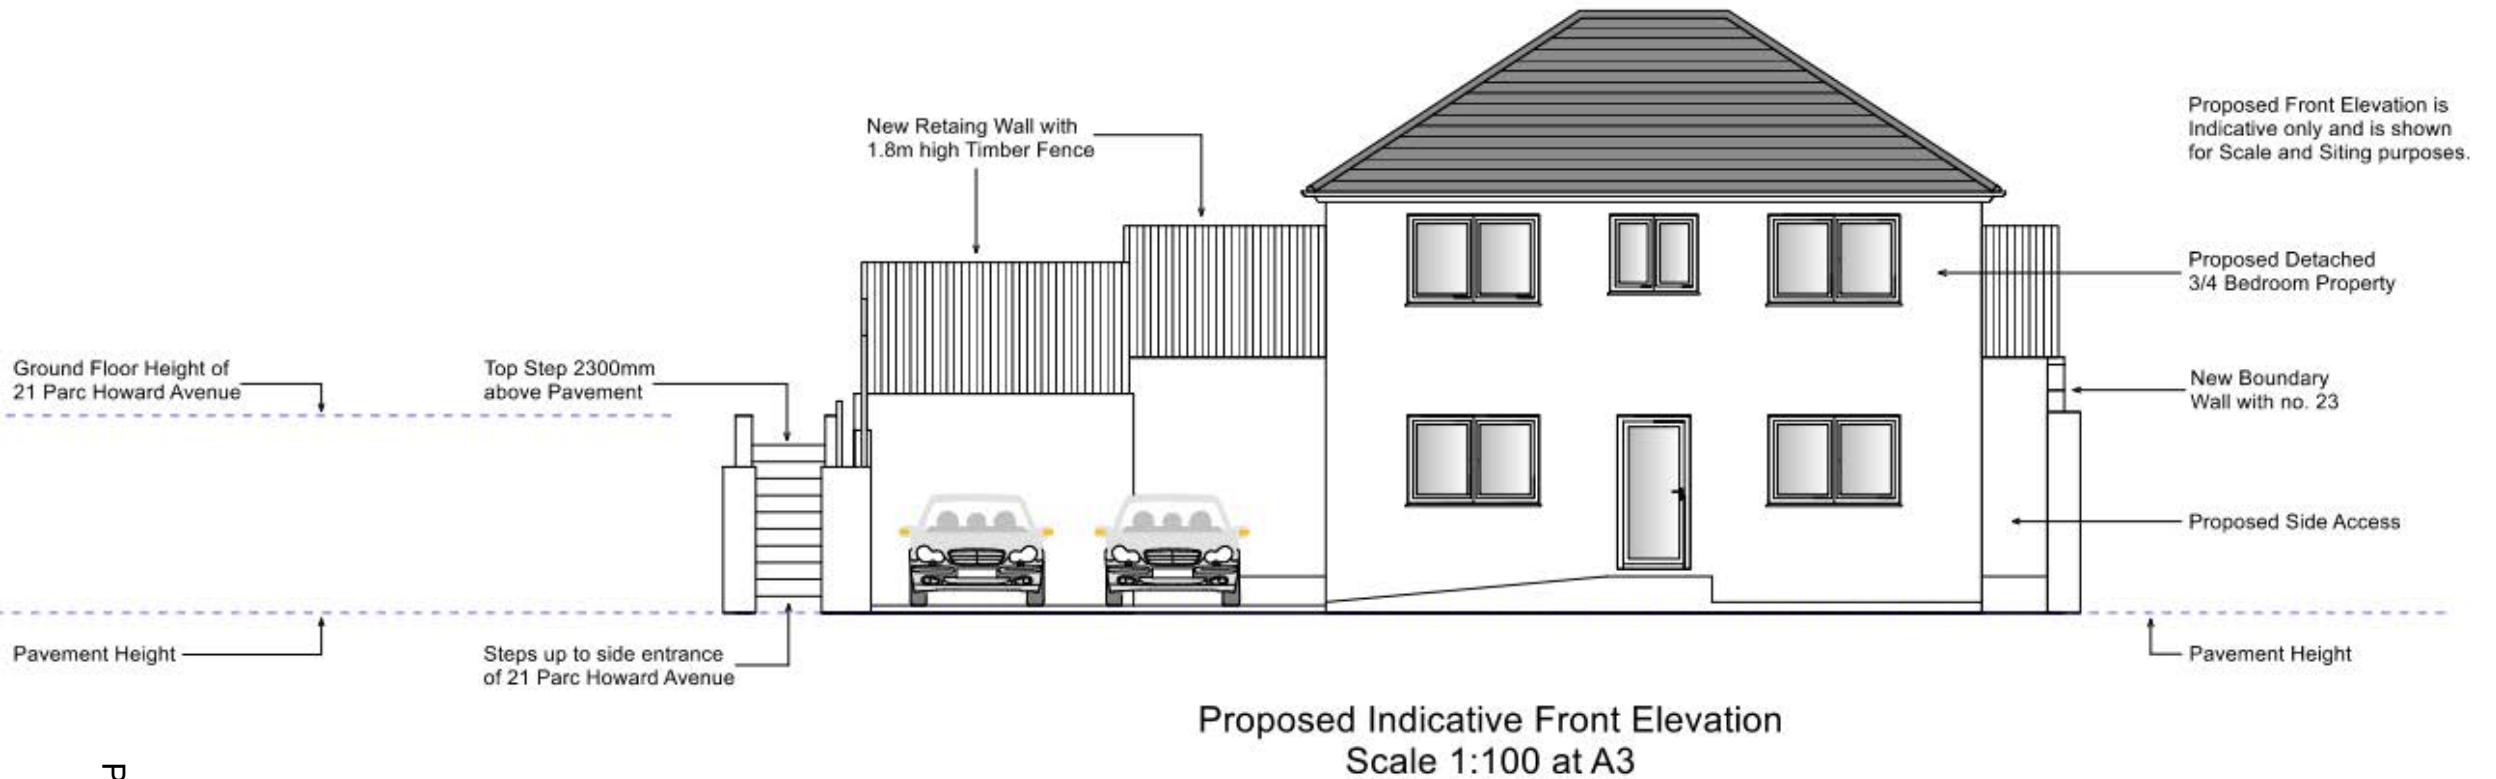 New Retaing Wall with
1.8m high Timber Fence
Proposed Front Elevation is
Indicative only and is shown
for Scale and Siting purposes.
Proposed Detached
3/4 Bedroom Property
Ground Floor Height of
21 Parc Howard Avenue
Top Step 2300mm
above Pavement
New Boundary
Wall with no. 23
Proposed Side Access
Pavement Height
Steps up to side entrance
of 21 Parc Howard Avenue
Pavement Height
Proposed Indicative Front Elevation
Scale 1:100 at A3
P